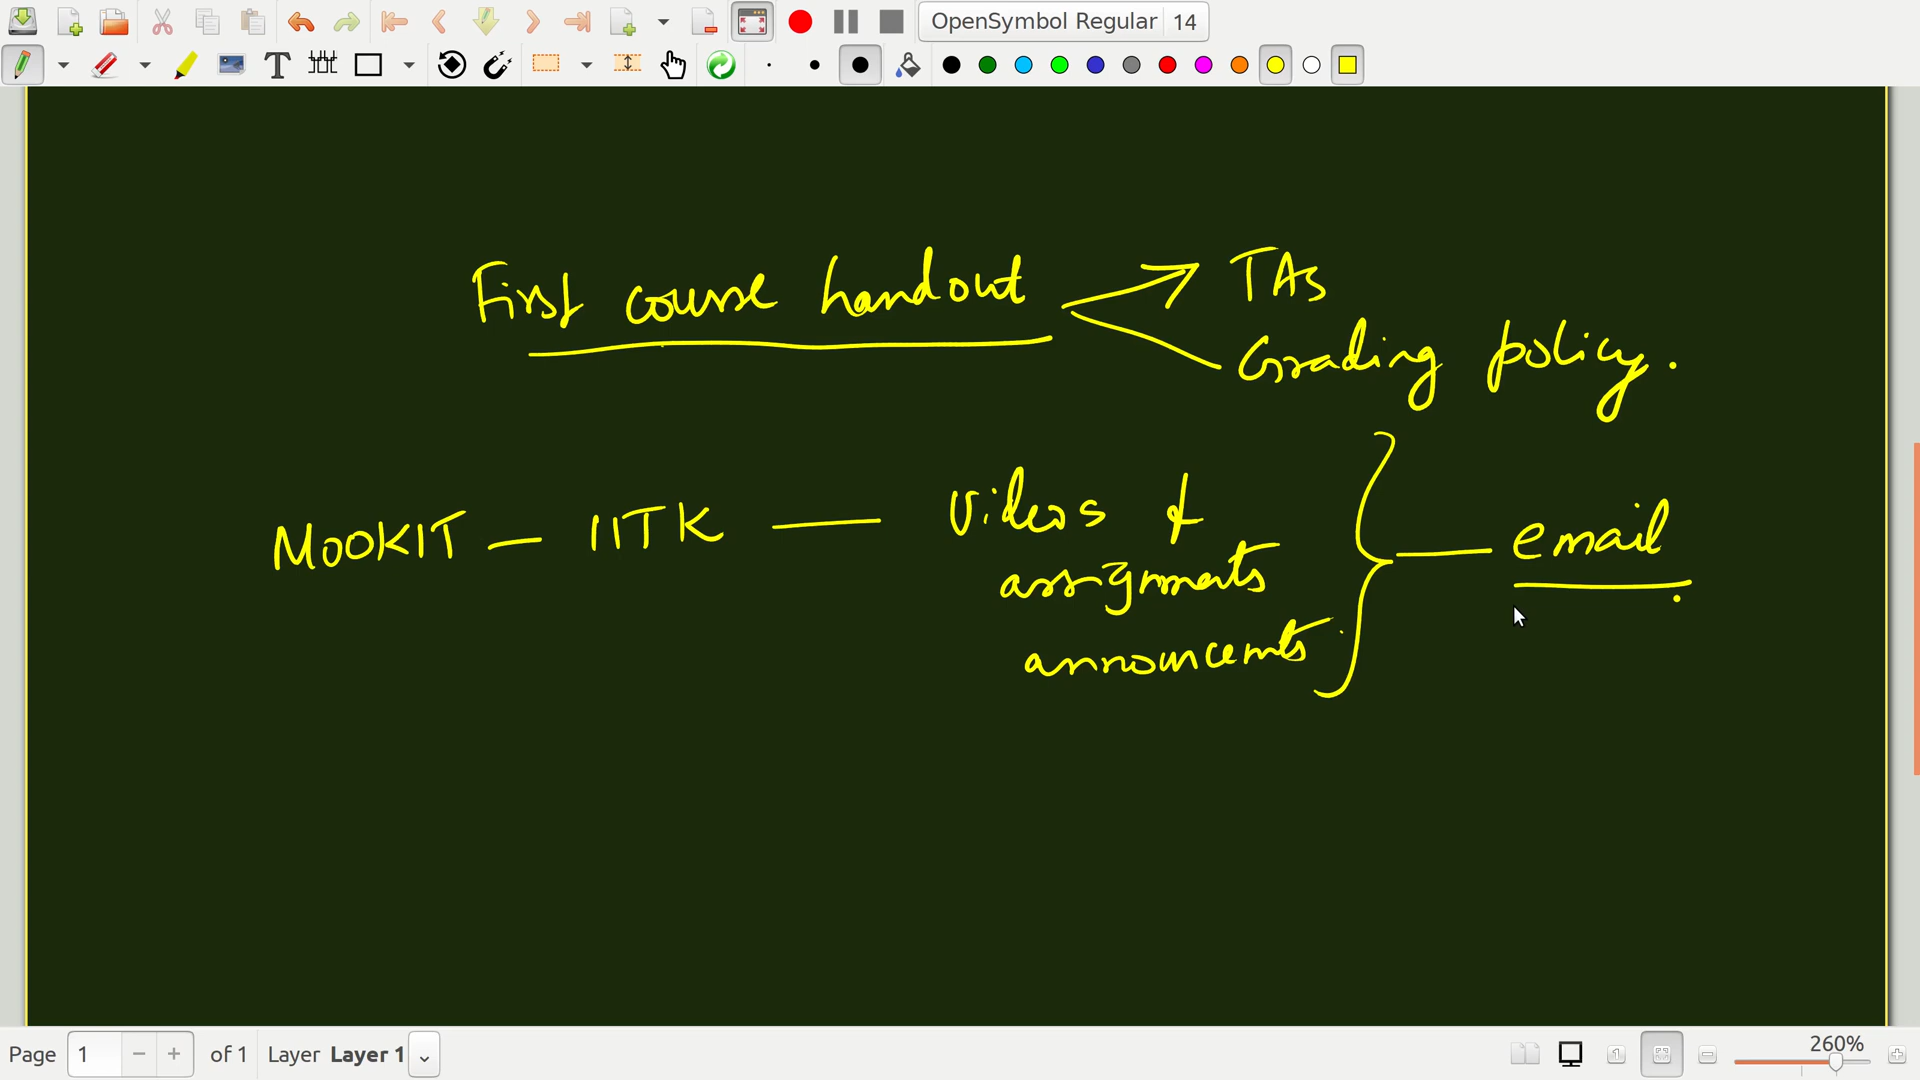 OpenSymbol Regular 14
First course handout TAs
Grading policy.
MOOKIT — IITK — Videos &
assignments
announcemts
email
Page 1 of 1 Layer Layer 1 260%